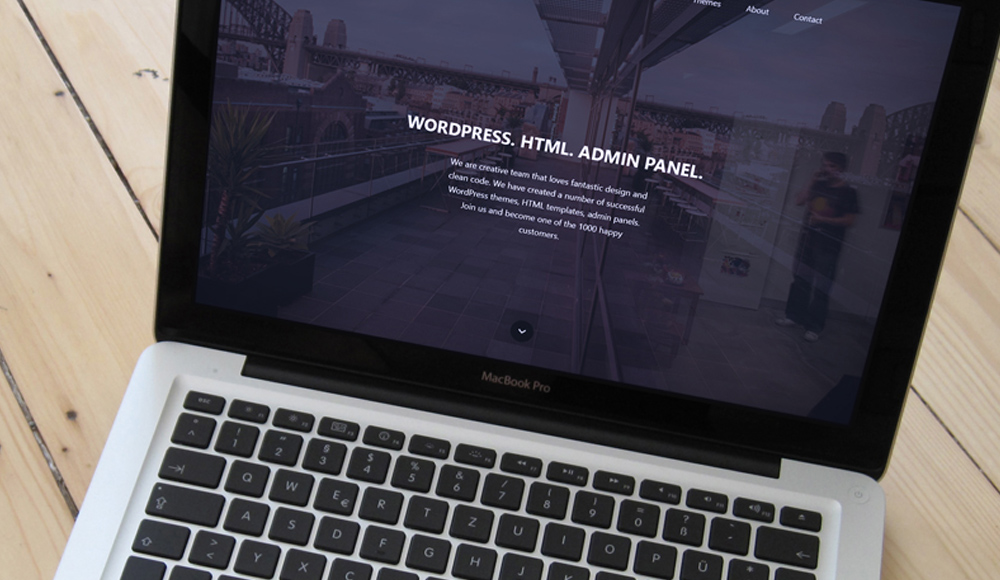 Themes About Contact
WORDPRESS. HTML. ADMIN PANEL.
We are creative team that loves fantastic design and
clean code. We have created a number of successful
WordPress themes, HTML templates, admin panels.
Join us and become one of the 1000 happy
customers.
MacBook Pro
esc
^ ! 1 " 2 § 3 $ 4 % 5 & 6 / 7 ( 8 ) 9 = 0 ? ß
Q W E € R T Z U I O P Ü *
A S D F G H J K
> < Y X C